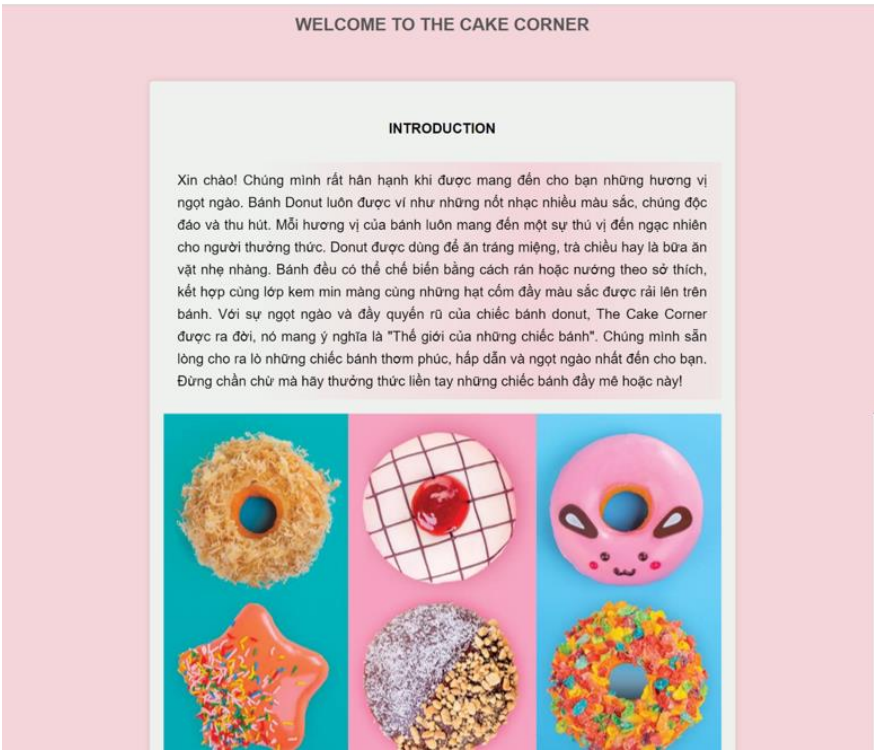 WELCOME TO THE CAKE CORNER
INTRODUCTION
Xin chào! Chúng mình rất hân hạnh khi được mang đến cho bạn những hương vị
ngọt ngào. Bánh Donut luôn được ví như những nốt nhạc nhiều màu sắc, chúng độc
đáo và thu hút. Mỗi hương vị của bánh luôn mang đến một sự thú vị đến ngạc nhiên
cho người thưởng thức. Donut được dùng để ăn tráng miệng, trà chiều hay là bữa ăn
vặt nhẹ nhàng. Bánh đều có thể chế biến bằng cách rán hoặc nướng theo sở thích,
kết hợp cùng lớp kem min màng cùng những hạt cốm đầy màu sắc được rải lên trên
bánh. Với sự ngọt ngào và đầy quyến rũ của chiếc bánh donut, The Cake Corner
được ra đời, nó mang ý nghĩa là "Thế giới của những chiếc bánh". Chúng mình sẵn
lòng cho ra lò những chiếc bánh thơm phúc, hấp dẫn và ngọt ngào nhất đến cho bạn.
Đừng chần chừ mà hãy thưởng thức liền tay những chiếc bánh đầy mê hoặc này!